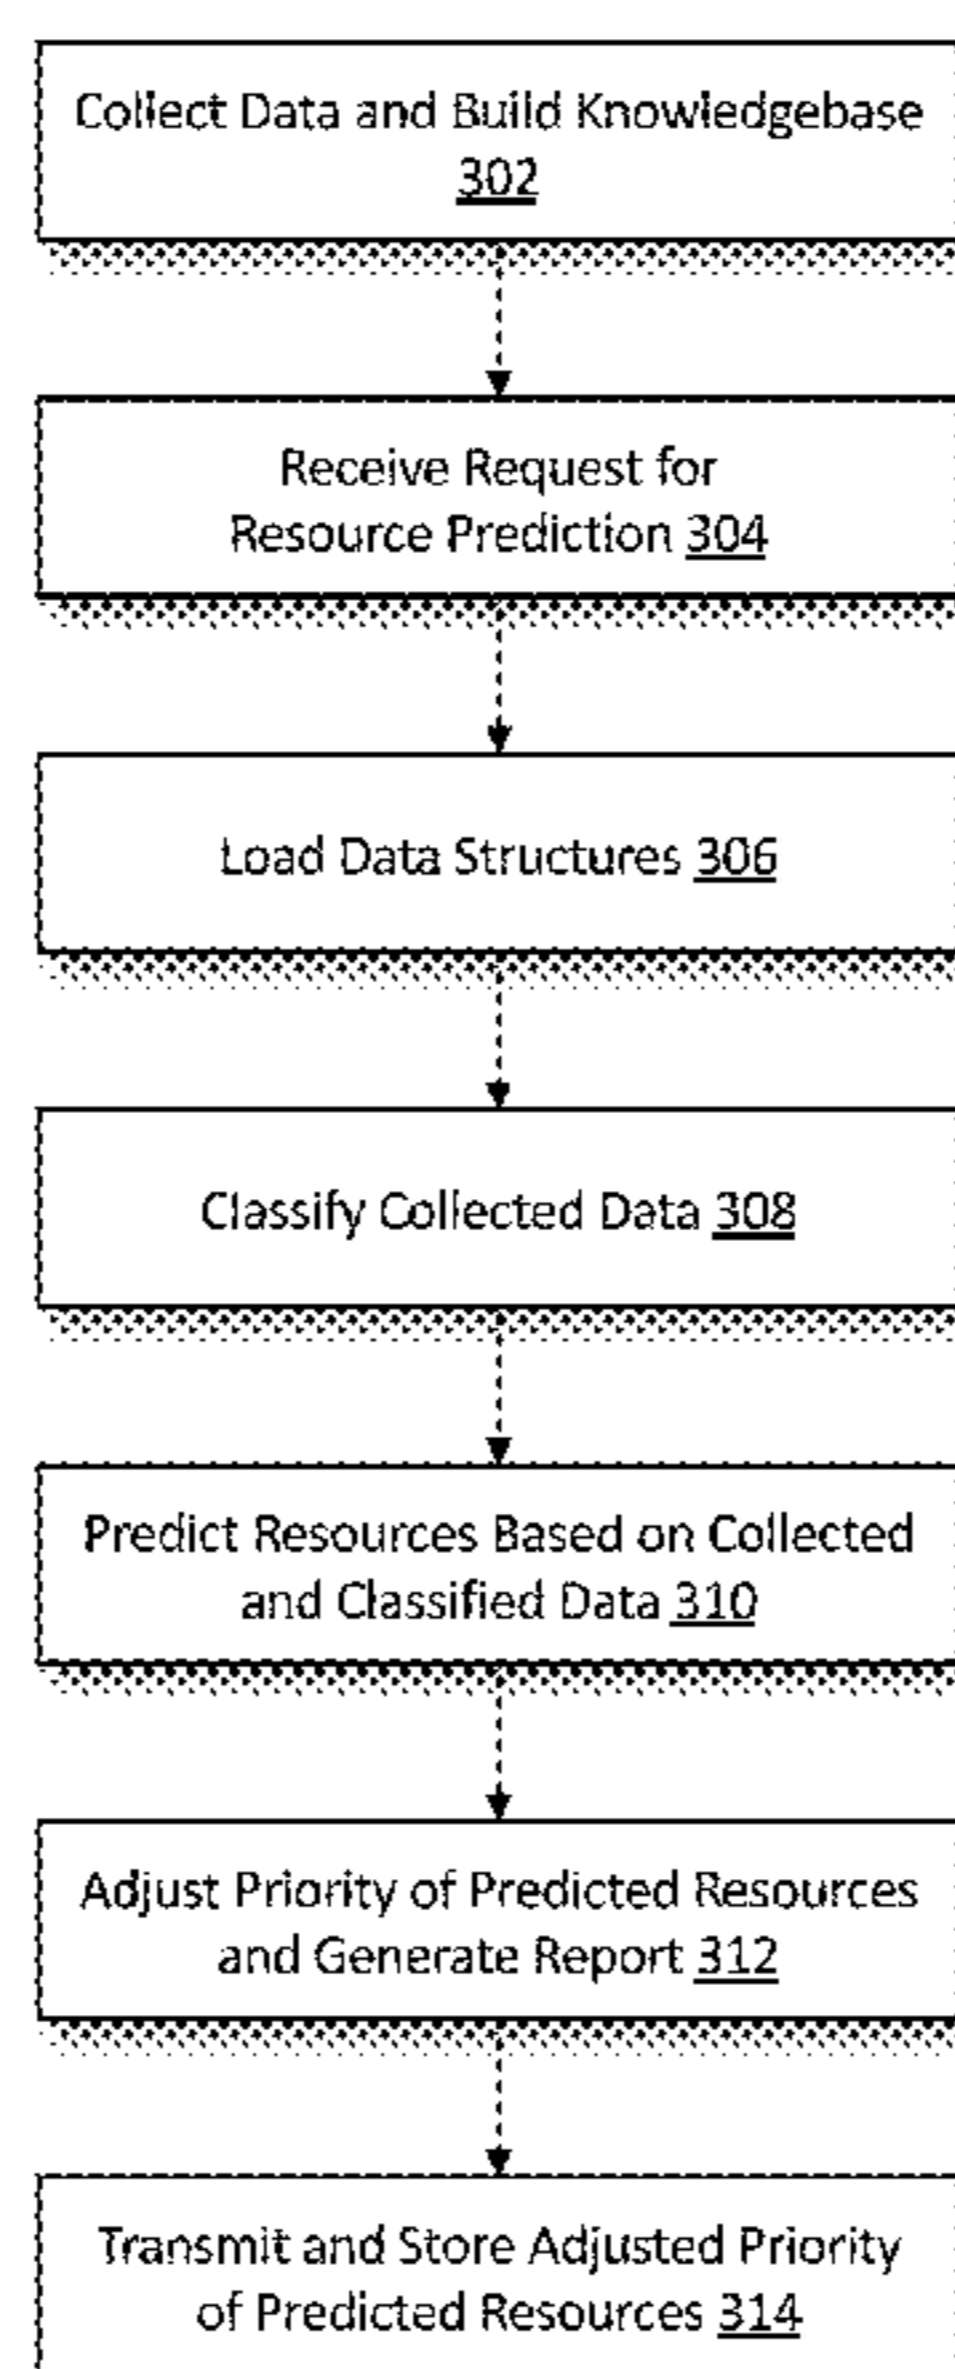 Collect Data and Build Knowledgebase
302
Receive Request for
Resource Prediction 304
Load Data Structures 306
Classify Collected Data 308
Predict Resources Based on Collected
and Classified Data 310
Adjust Priority of Predicted Resources
and Generate Report 312
Transmit and Store Adjusted Priority
of Predicted Resources 314